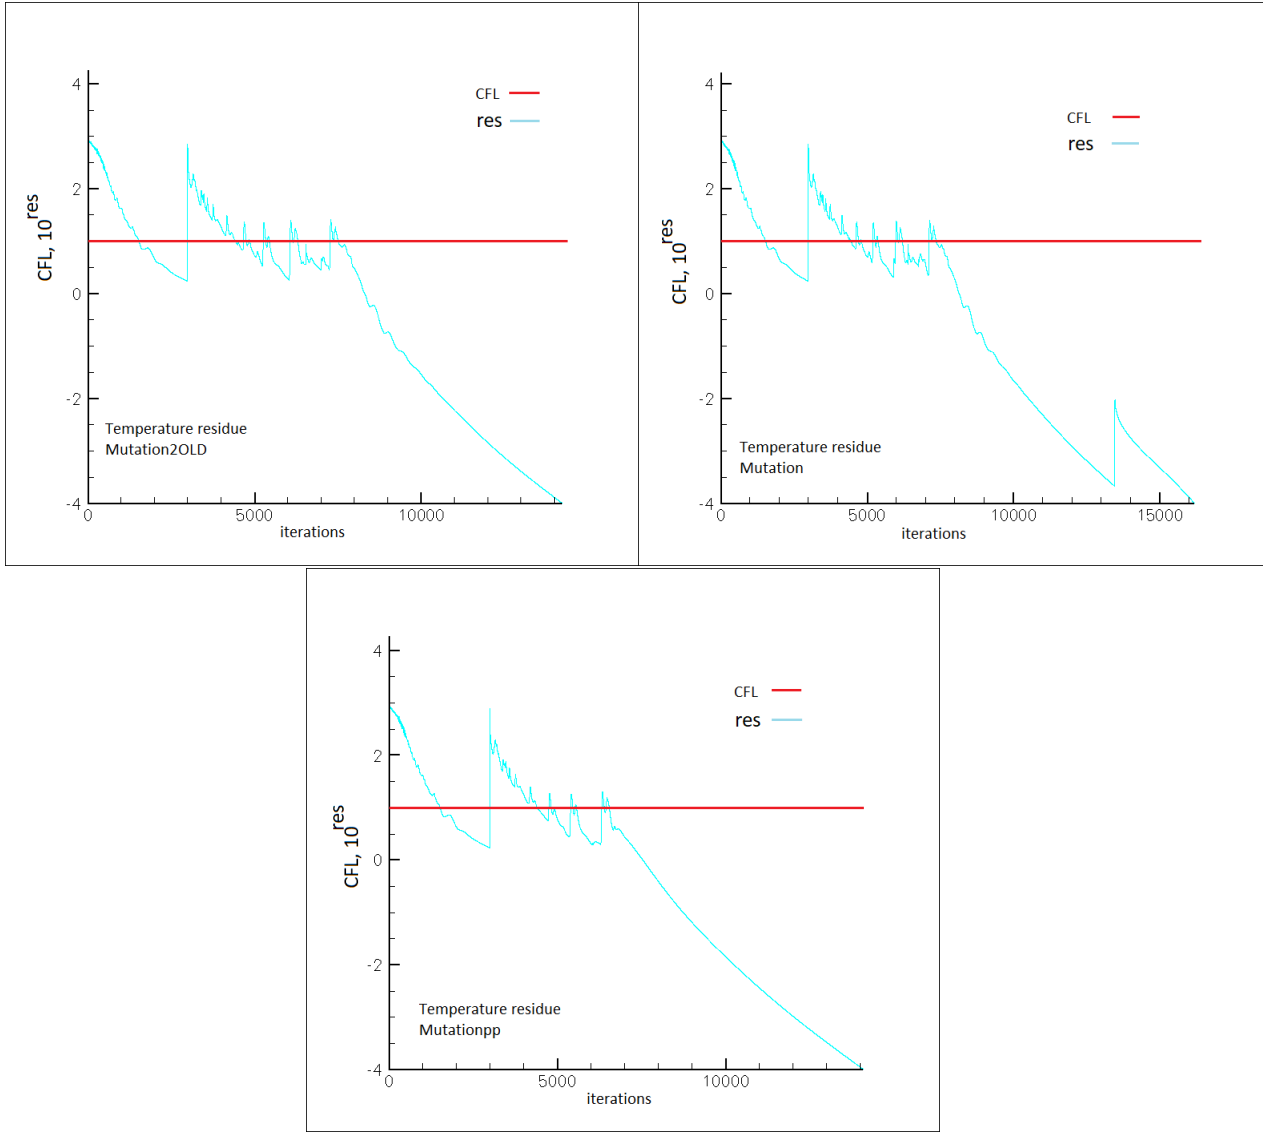 4
2
0
-2
-4
CFL, 10res
CFL
res
Temperature residue
Mutation2OLD
0
5000
10000
iterations
4
2
0
-2
-4
CFL, 10res
CFL
res
Temperature residue
Mutation
0
5000
10000
15000
iterations
4
2
0
-2
-4
CFL, 10res
CFL
res
Temperature residue
Mutationpp
0
5000
10000
iterations